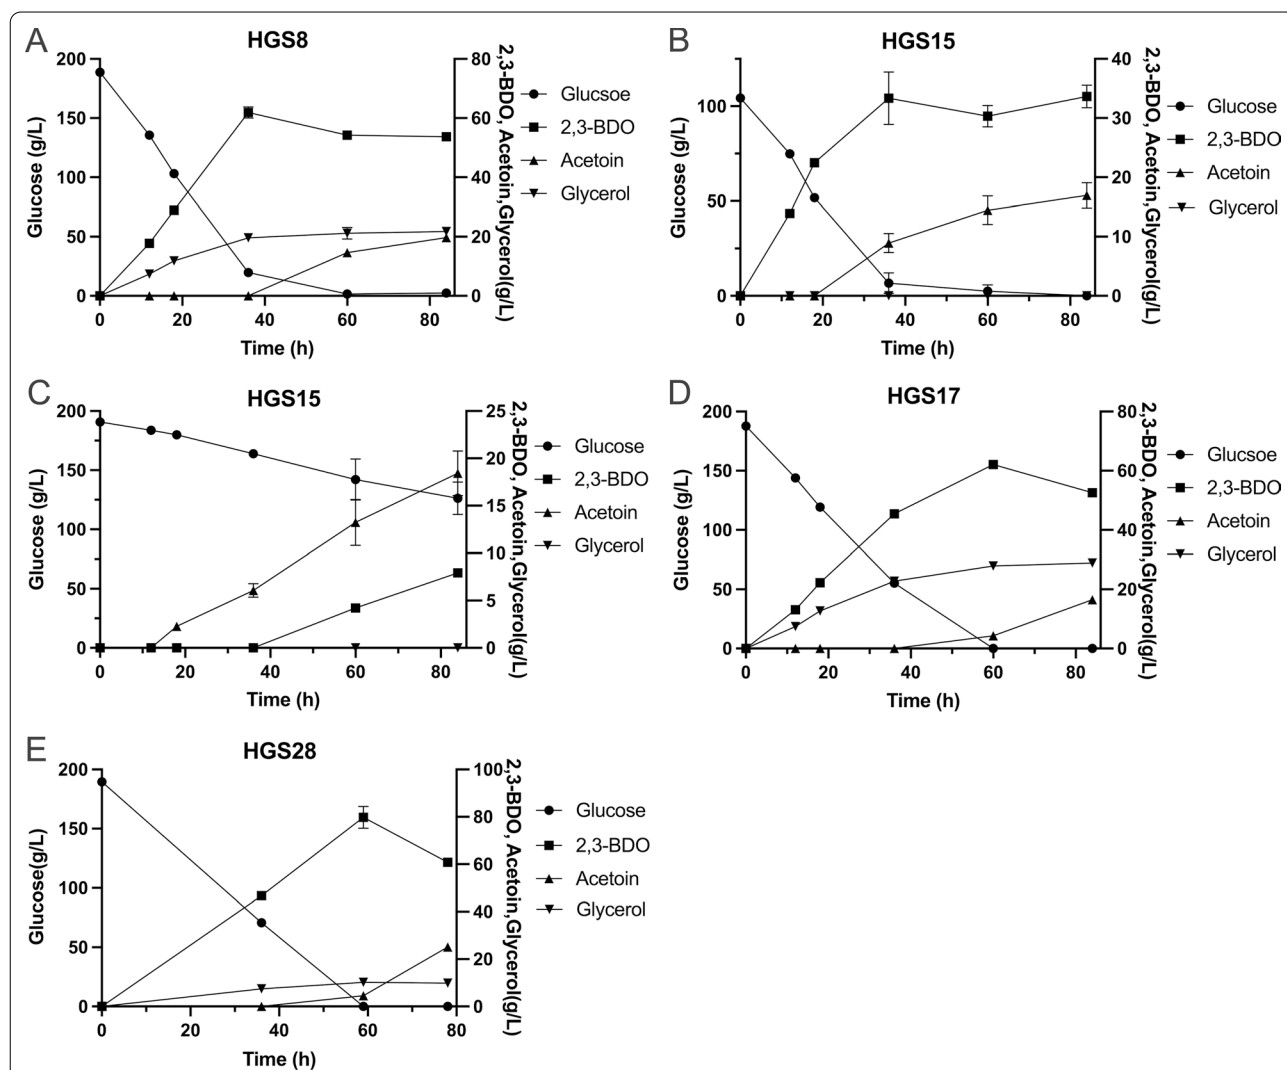 A
HGS8
Glucose (g/L)
200
150
100
50
0
80
60
40
20
0
2,3-BDO, Acetoin,Glycerol(g/L)
0 20 40 60 80
Time (h)
Glucsoe
2,3-BDO
Acetoin
Glycerol
B
HGS15
Glucose (g/L)
100
50
0
40
30
20
10
0
2,3-BDO, Acetoin,Glycerol(g/L)
0 20 40 60 80
Time (h)
Glucose
2,3-BDO
Acetoin
Glycerol
C
HGS15
Glucose (g/L)
200
150
100
50
0
25
20
15
10
5
0
2,3-BDO, Acetoin,Glycerol(g/L)
0 20 40 60 80
Time (h)
Glucose
2,3-BDO
Acetoin
Glycerol
D
HGS17
Glucose (g/L)
200
150
100
50
0
80
60
40
20
0
2,3-BDO, Acetoin,Glycerol(g/L)
0 20 40 60 80
Time (h)
Glucsoe
2,3-BDO
Acetoin
Glycerol
E
HGS28
Glucose(g/L)
200
150
100
50
0
100
80
60
40
20
0
2,3-BDO, Acetoin,Glycerol(g/L)
0 20 40 60 80
Time (h)
Glucose
2,3-BDO
Acetoin
Glycerol